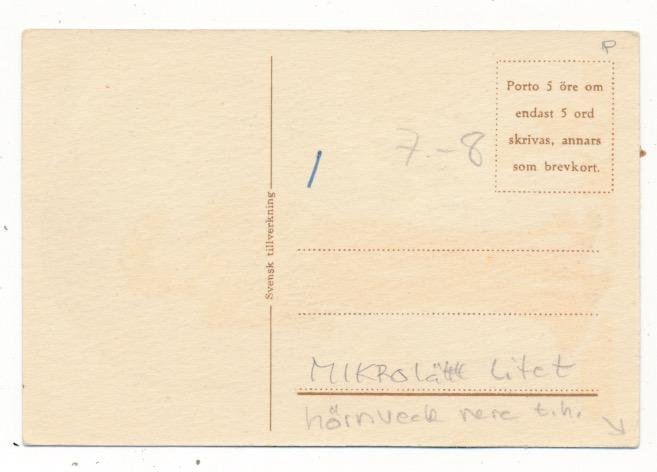 P
Porto 5 öre om
endast 5 ord
skrivas, annars
som brevkort.
7.–8
/
Svensk tillverkning
MIKROlätt litet
hörnveck nere t.h.